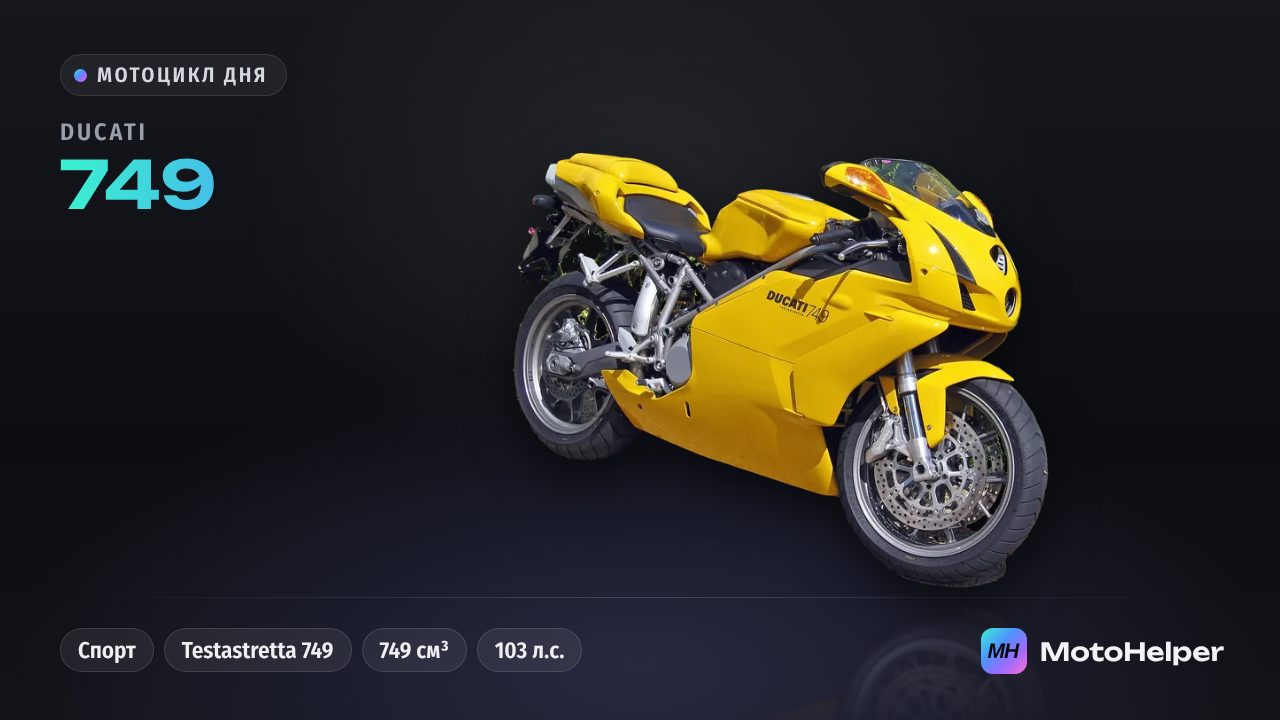 МОТОЦИКЛ ДНЯ
DUCATI
749
DUCATI 749
Спорт
Testastretta 749
749 см³
103 л.с.
MH MotoHelper